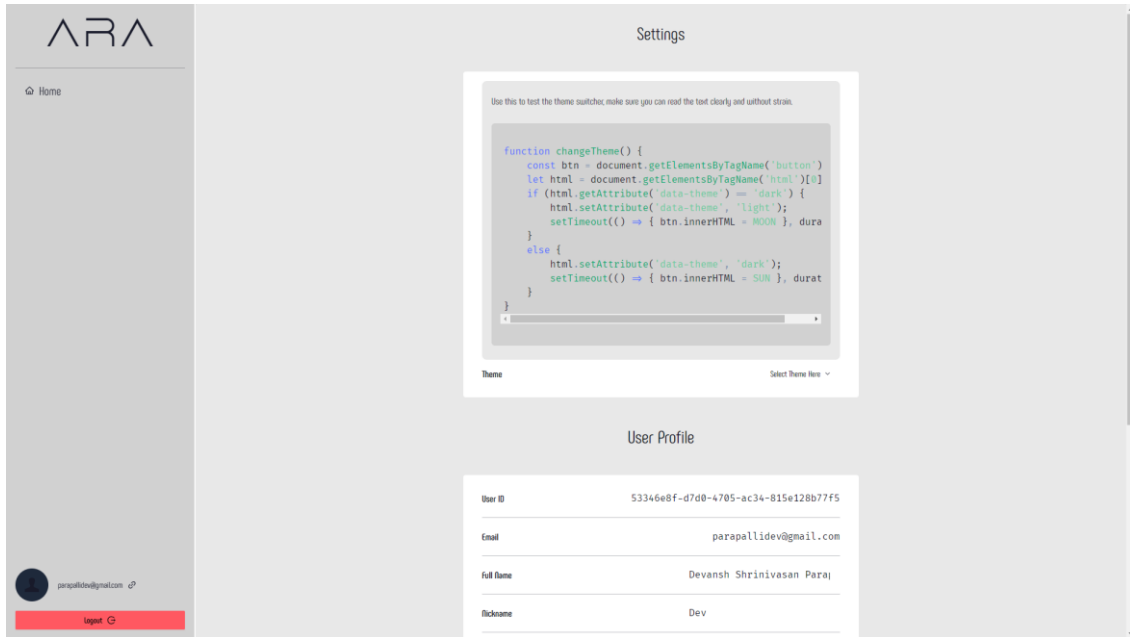 ARA
Home
parapallidev@gmail.com
Logout
Settings
Use this to test the theme switcher, make sure you can read the text clearly and without strain.
function changeTheme() {
    const btn = document.getElementsByTagName('button')
    let html = document.getElementsByTagName('html')[0]
    if (html.getAttribute('data-theme') == 'dark') {
        html.setAttribute('data-theme', 'light');
        setTimeout(() => { btn.innerHTML = MOON }, dura
    }
    else {
        html.setAttribute('data-theme', 'dark');
        setTimeout(() => { btn.innerHTML = SUN }, durat
    }
}
Theme Select Theme Here
User Profile
User ID 53346e8f-d7d0-4705-ac34-815e128b77f5
Email parapallidev@gmail.com
Full Name Devansh Shrinivasan Parap
Nickname Dev